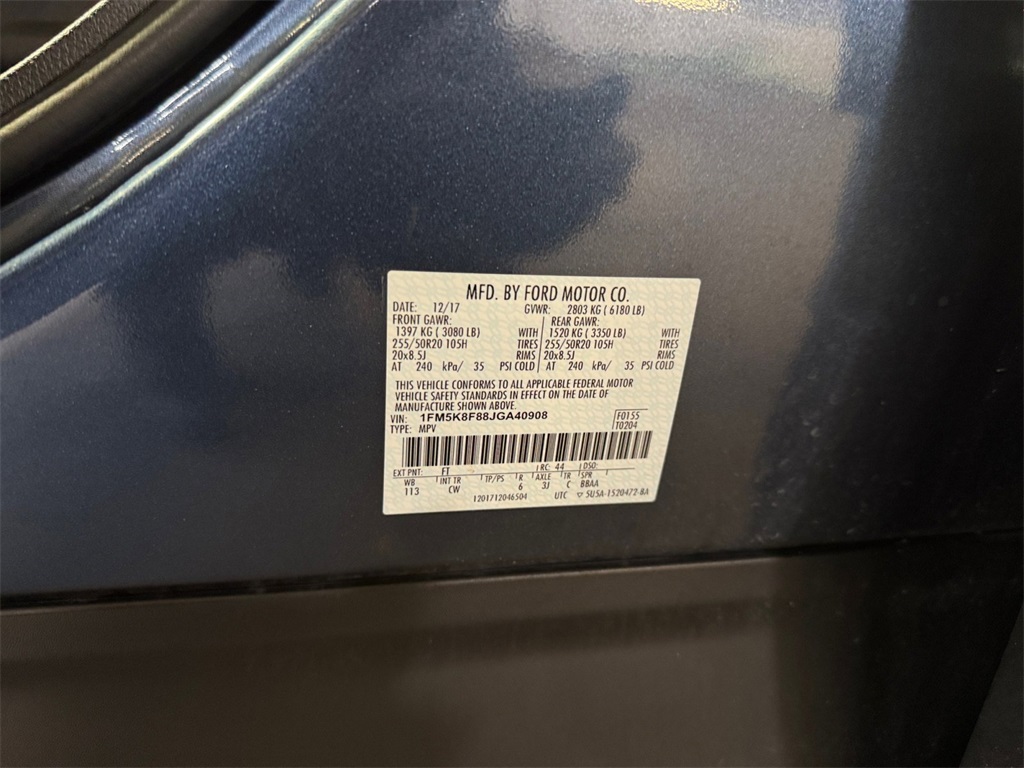 MFD. BY FORD MOTOR CO.
DATE: 12/17 GVWR: 2803 KG ( 6180 LB)
FRONT GAWR: REAR GAWR:
1397 KG ( 3080 LB) WITH 1520 KG ( 3350 LB) WITH
255/50R20 105H TIRES 255/50R20 105H TIRES
20x8.5J RIMS 20x8.5J RIMS
AT 240 kPa/ 35 PSI COLD AT 240 kPa/ 35 PSI COLD
THIS VEHICLE CONFORMS TO ALL APPLICABLE FEDERAL MOTOR
VEHICLE SAFETY STANDARDS IN EFFECT ON THE DATE OF
MANUFACTURE SHOWN ABOVE.
VIN: 1FM5K8F88JGA40908 F0155
TYPE: MPV T0204
EXT PNT: FT RC: 44 DSO:
WB INT TR TP/PS R AXLE TR SPR
113 CW 6 3J C BBAA
1201712046504 UTC ▽ 5U5A-1520472-BA